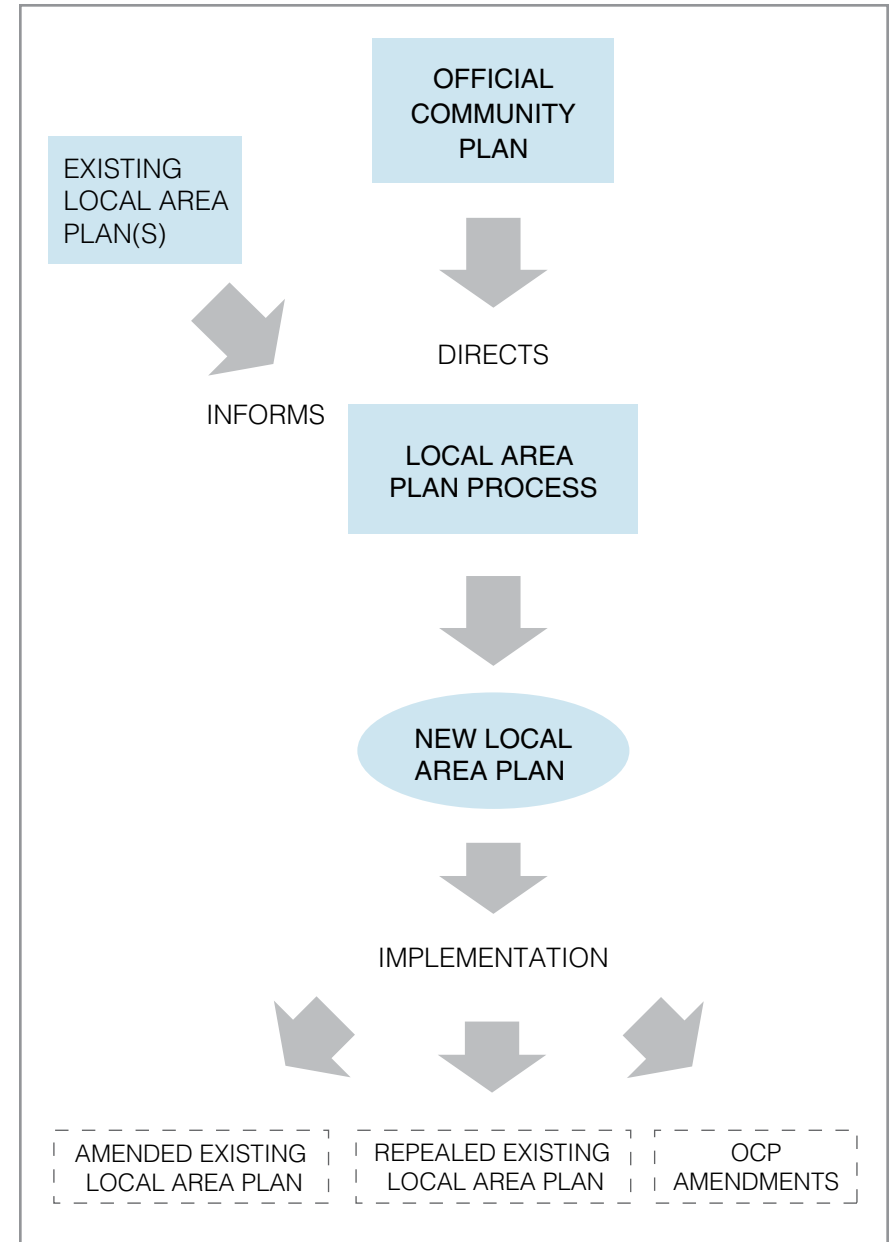 OFFICIAL
COMMUNITY
PLAN
EXISTING
LOCAL AREA
PLAN(S)
DIRECTS
INFORMS
LOCAL AREA
PLAN PROCESS
NEW LOCAL
AREA PLAN
IMPLEMENTATION
AMENDED EXISTING
LOCAL AREA PLAN
REPEALED EXISTING
LOCAL AREA PLAN
OCP
AMENDMENTS